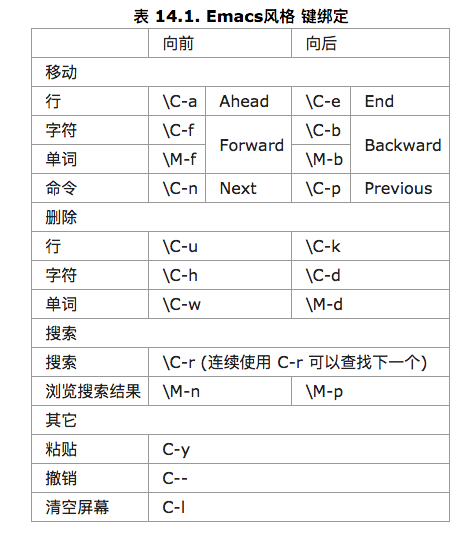 表 14.1. Emacs风格 键绑定
向前 向后
移动
行 \C-a Ahead \C-e End
字符 \C-f Forward \C-b Backward
单词 \M-f \M-b
命令 \C-n Next \C-p Previous
删除
行 \C-u \C-k
字符 \C-h \C-d
单词 \C-w \M-d
搜索
搜索 \C-r (连续使用 C-r 可以查找下一个)
浏览搜索结果 \M-n \M-p
其它
粘贴 C-y
撤销 C--
清空屏幕 C-l